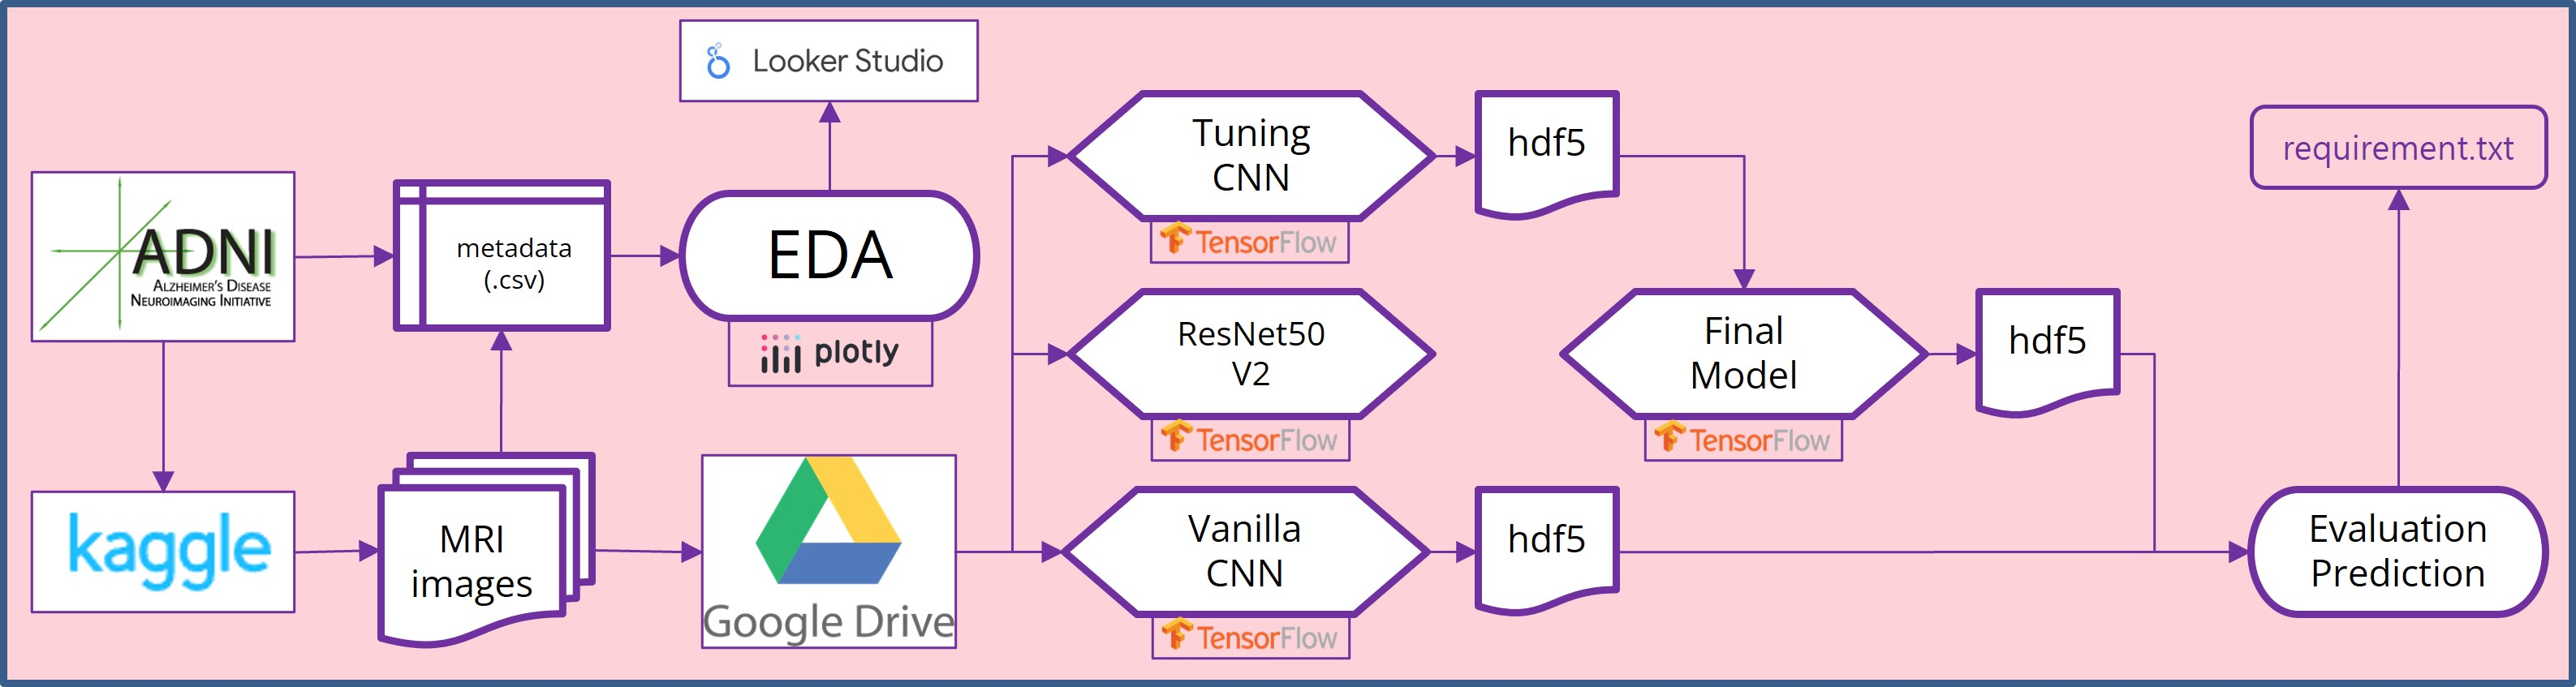 Looker Studio
ADNI
ALZHEIMER'S DISEASE
NEUROIMAGING INITIATIVE
metadata
(.csv)
EDA
plotly
kaggle
MRI
images
Google Drive
Tuning
CNN
TensorFlow
hdf5
ResNet50
V2
TensorFlow
Vanilla
CNN
TensorFlow
hdf5
Final
Model
TensorFlow
hdf5
requirement.txt
Evaluation
Prediction